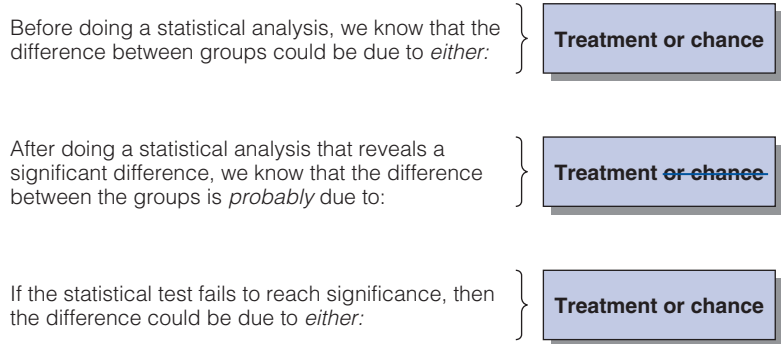 Before doing a statistical analysis, we know that the
difference between groups could be due to either:
Treatment or chance
After doing a statistical analysis that reveals a
significant difference, we know that the difference
between the groups is probably due to:
Treatment or chance
If the statistical test fails to reach significance, then
the difference could be due to either:
Treatment or chance